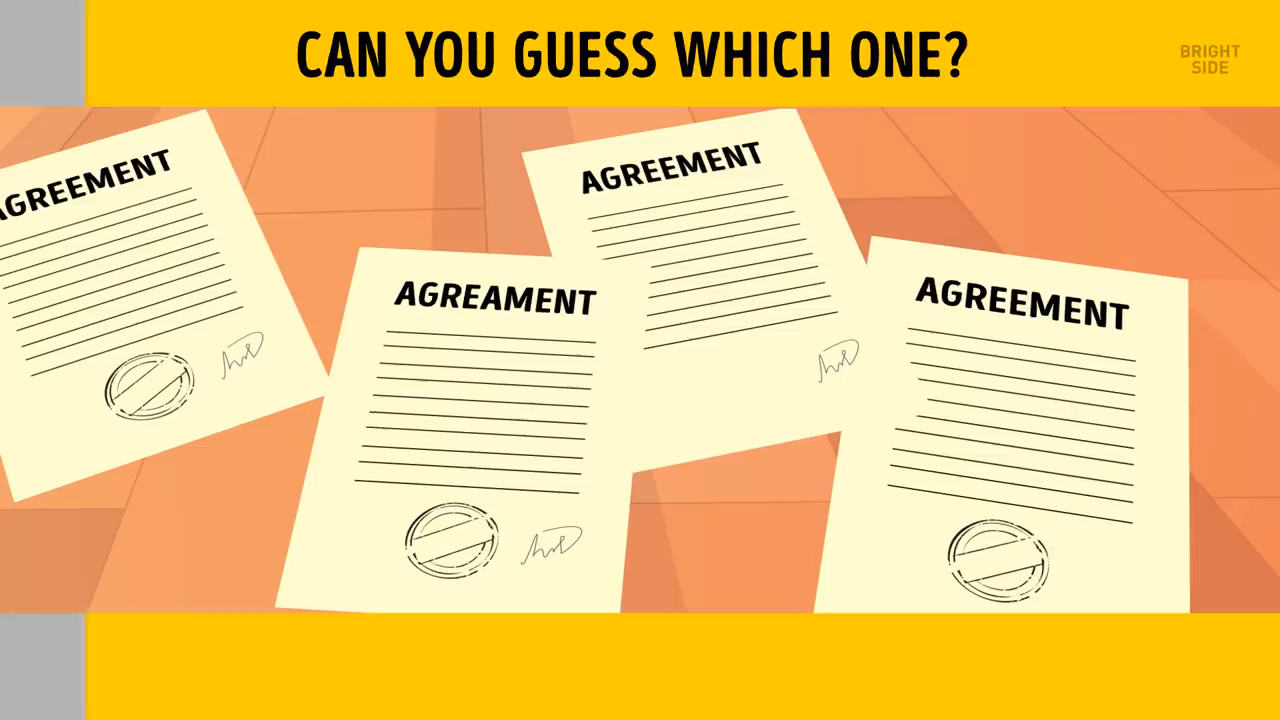 CAN YOU GUESS WHICH ONE?
BRIGHT
SIDE
AGREEMENT
AGREEMENT
AGREAMENT
AGREEMENT